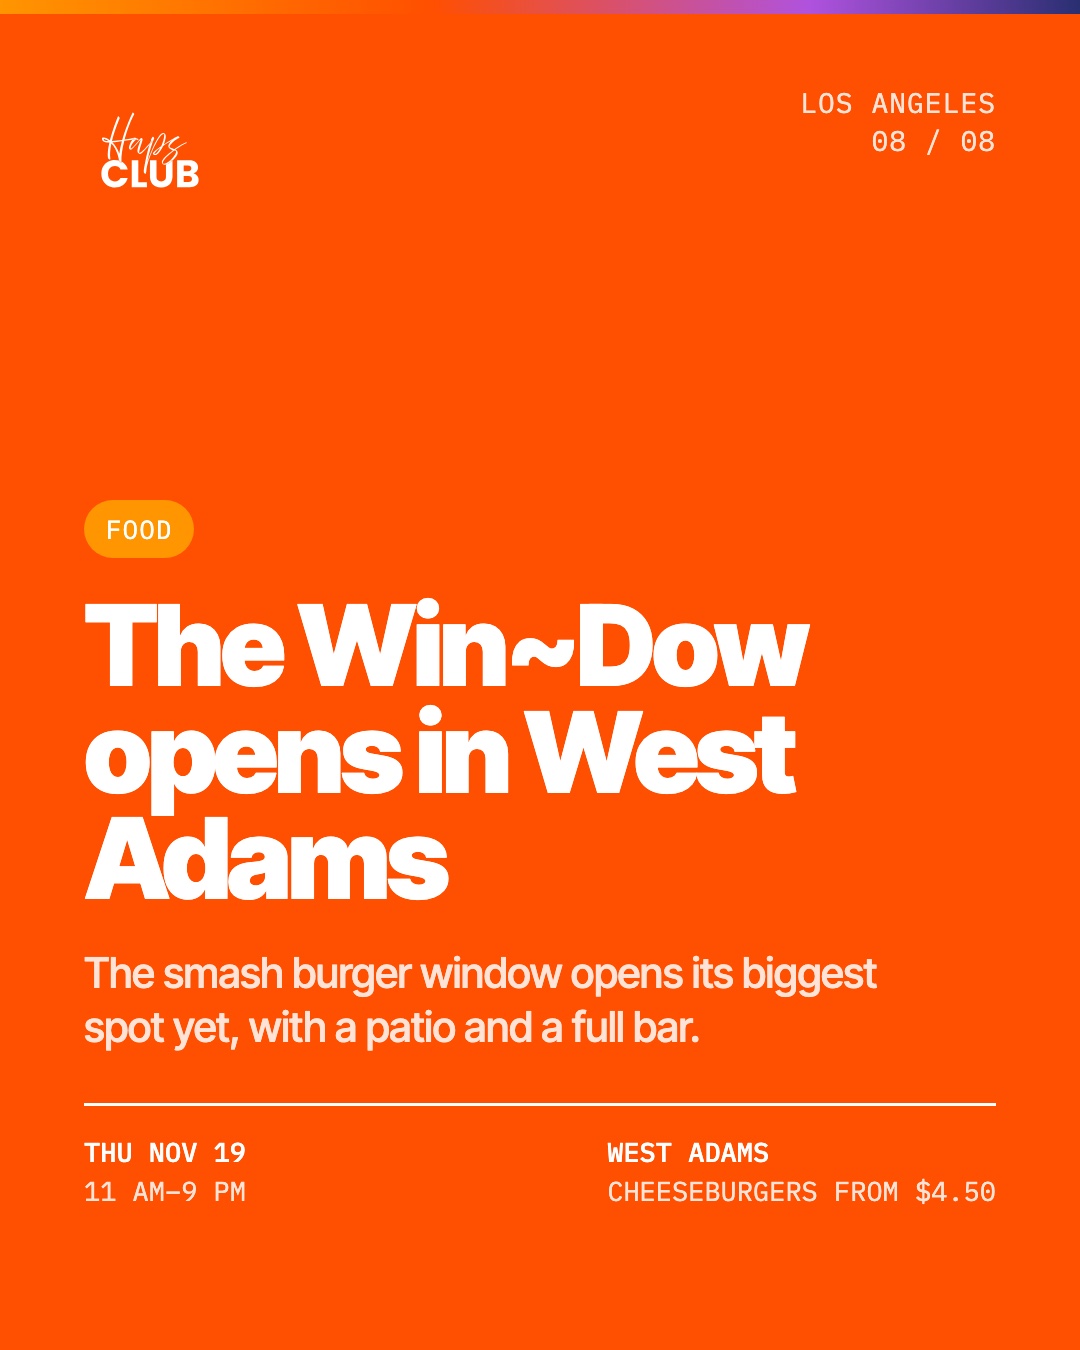 Haps
CLUB
LOS ANGELES
08 / 08
FOOD
The Win~Dow
opens in West
Adams
The smash burger window opens its biggest
spot yet, with a patio and a full bar.
THU NOV 19
11 AM–9 PM
WEST ADAMS
CHEESEBURGERS FROM $4.50